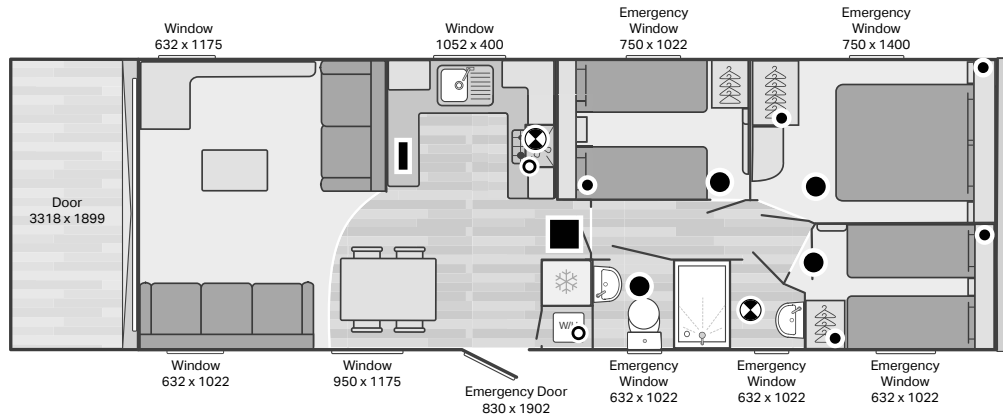 Window
632 x 1175
Window
1052 x 400
Emergency
Window
750 x 1022
Emergency
Window
750 x 1400
Door
3318 x 1899
Window
632 x 1022
Window
950 x 1175
Emergency Door
830 x 1902
Emergency
Window
632 x 1022
Emergency
Window
632 x 1022
Emergency
Window
632 x 1022